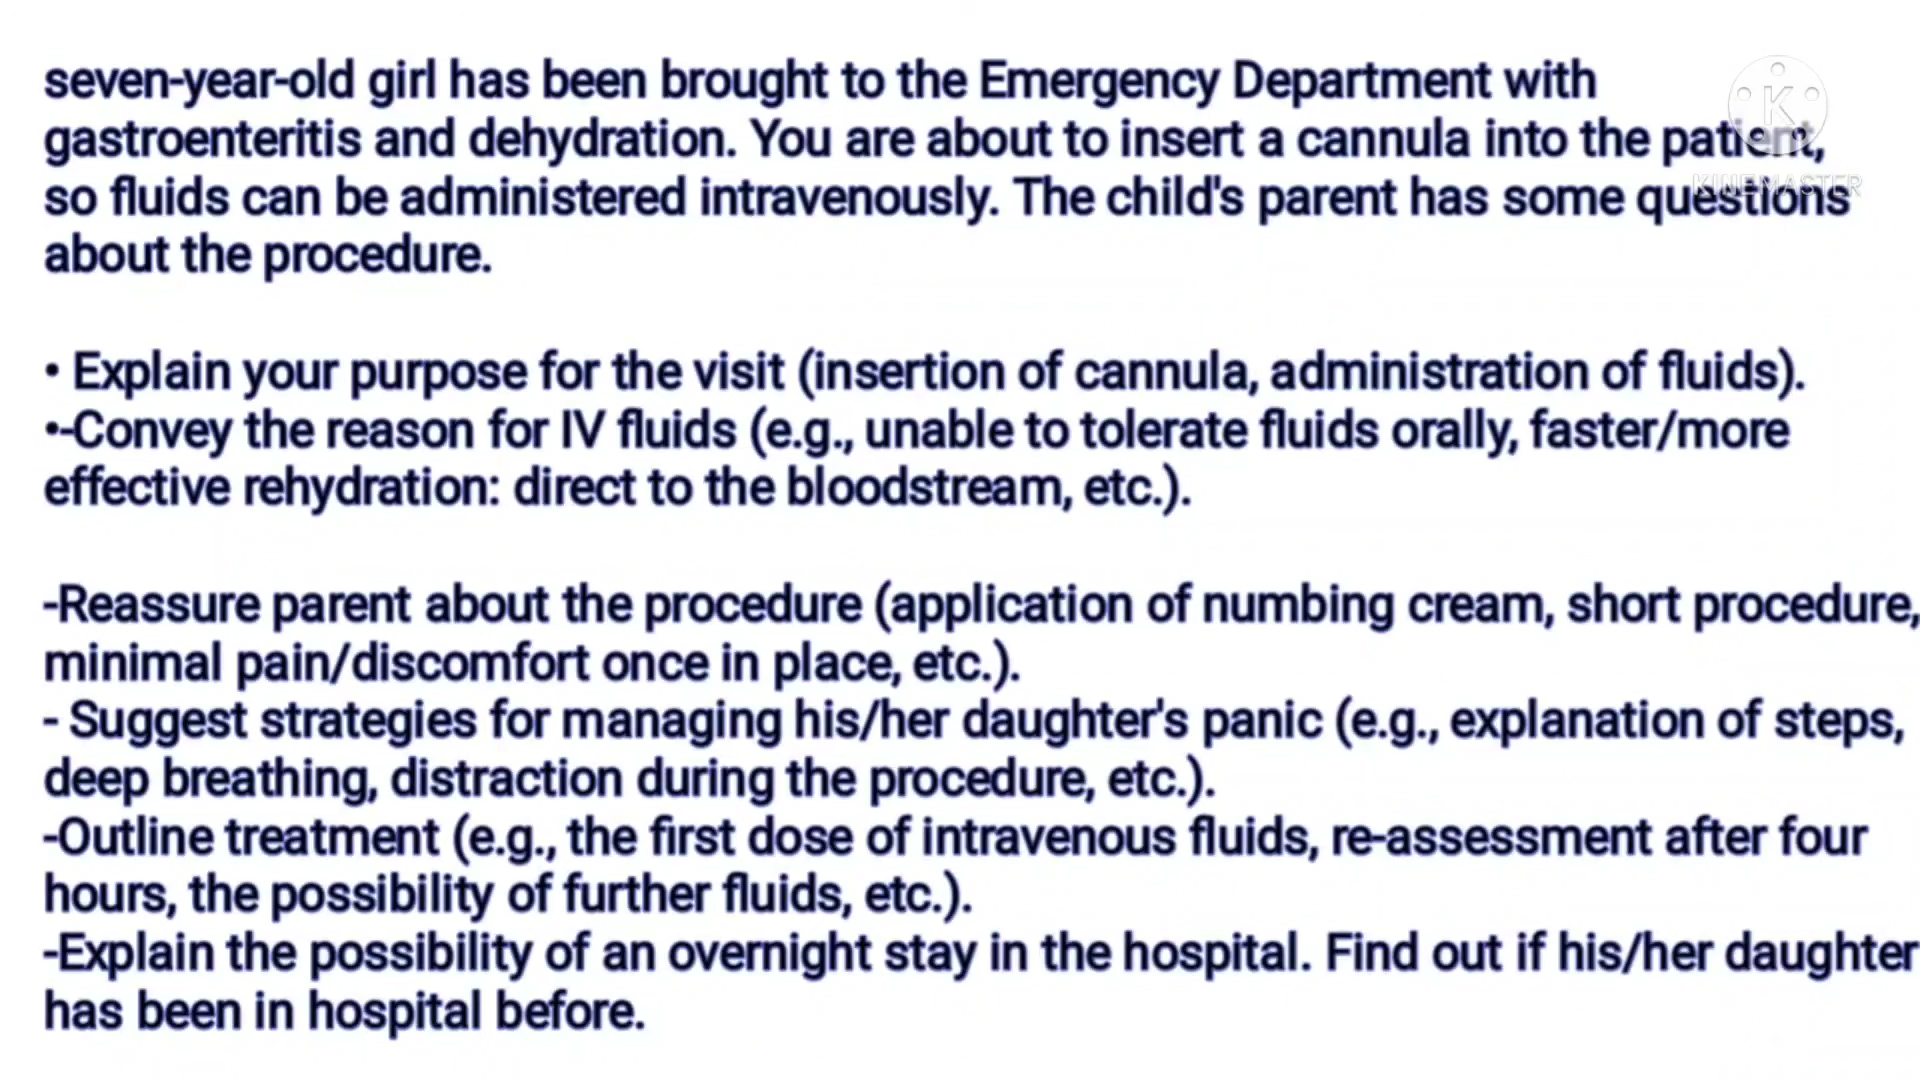 seven-year-old girl has been brought to the Emergency Department with
gastroenteritis and dehydration. You are about to insert a cannula into the patient,
so fluids can be administered intravenously. The child's parent has some questions
about the procedure.
• Explain your purpose for the visit (insertion of cannula, administration of fluids).
•-Convey the reason for IV fluids (e.g., unable to tolerate fluids orally, faster/more
effective rehydration: direct to the bloodstream, etc.).
-Reassure parent about the procedure (application of numbing cream, short procedure,
minimal pain/discomfort once in place, etc.).
- Suggest strategies for managing his/her daughter's panic (e.g., explanation of steps,
deep breathing, distraction during the procedure, etc.).
-Outline treatment (e.g., the first dose of intravenous fluids, re-assessment after four
hours, the possibility of further fluids, etc.).
-Explain the possibility of an overnight stay in the hospital. Find out if his/her daughter
has been in hospital before.
K
KINEMASTER